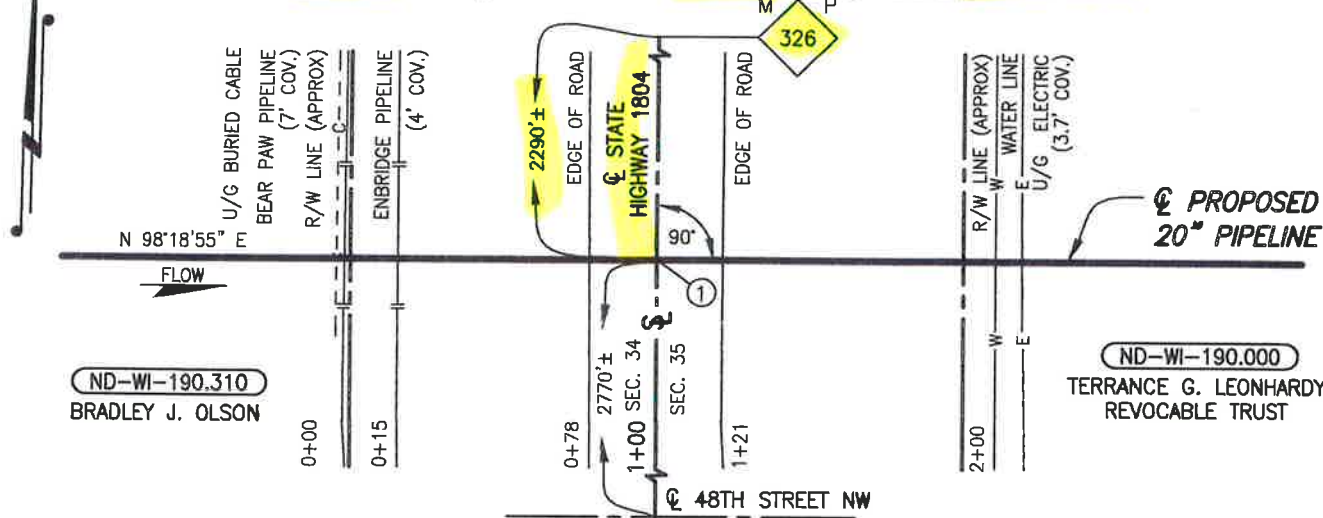 M P
326
U/G BURIED CABLE
BEAR PAW PIPELINE
(7' COV.)
R/W LINE (APPROX)
C
ENBRIDGE PIPELINE
(4' COV.)
2290'±
EDGE OF ROAD
℄ STATE
HIGHWAY 1804
EDGE OF ROAD
R/W LINE (APPROX)
W
WATER LINE
E
U/G ELECTRIC
(3.7' COV.)
℄ PROPOSED
20" PIPELINE
N 98°18'55" E
FLOW
90°
1
ND-WI-190.310
BRADLEY J. OLSON
0+00
0+15
0+78
2770'±
1+00 SEC. 34
SEC. 35
1+21
2+00
W
E
ND-WI-190.000
TERRANCE G. LEONHARDY
REVOCABLE TRUST
℄ 48TH STREET NW